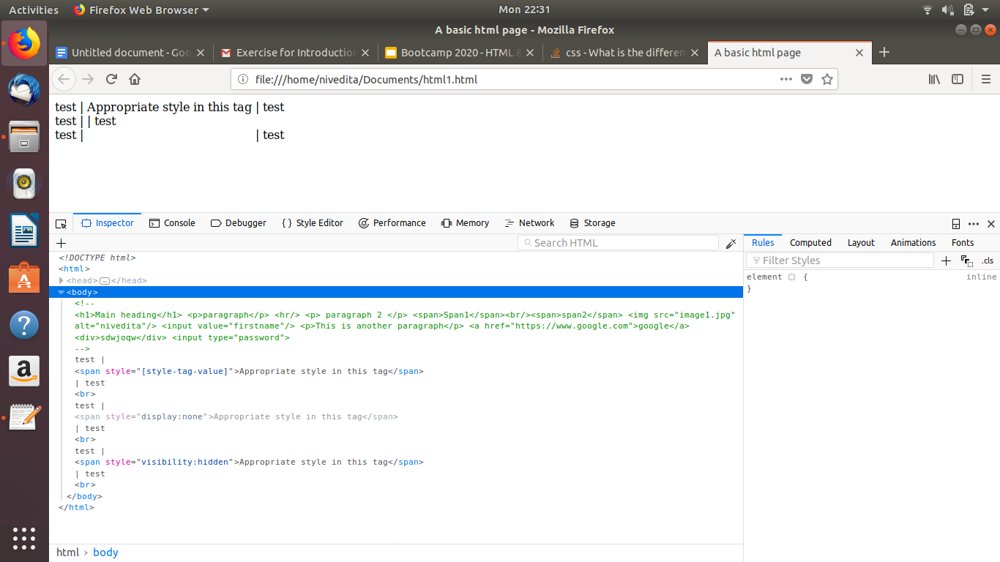 Activities Firefox Web Browser Mon 22:31
A basic html page - Mozilla Firefox
Untitled document - Goo Exercise for Introduction Bootcamp 2020 - HTML & css - What is the differen A basic html page
file:///home/nivedita/Documents/html1.html
test | Appropriate style in this tag | test
test | | test
test | | test
Inspector Console Debugger { } Style Editor Performance Memory Network Storage
+ Search HTML Rules Computed Layout Animations Fonts
Filter Styles + .cls
<!DOCTYPE html>
<html>
<head>…</head>
<body>
<!--
<h1>Main heading</h1> <p>paragraph</p> <hr/> <p> paragraph 2 </p> <span>Span1</span><br/><span>span2</span> <img src="image1.jpg"
alt="nivedita"/> <input value="firstname"/> <p>This is another paragraph</p> <a href="https://www.google.com">google</a>
<div>sdwjoqw</div> <input type="password">
-->
test |
<span style="[style-tag-value]">Appropriate style in this tag</span>
| test
<br>
test |
<span style="display:none">Appropriate style in this tag</span>
| test
<br>
test |
<span style="visibility:hidden">Appropriate style in this tag</span>
| test
<br>
</body>
</html>
element { inline
}
html › body